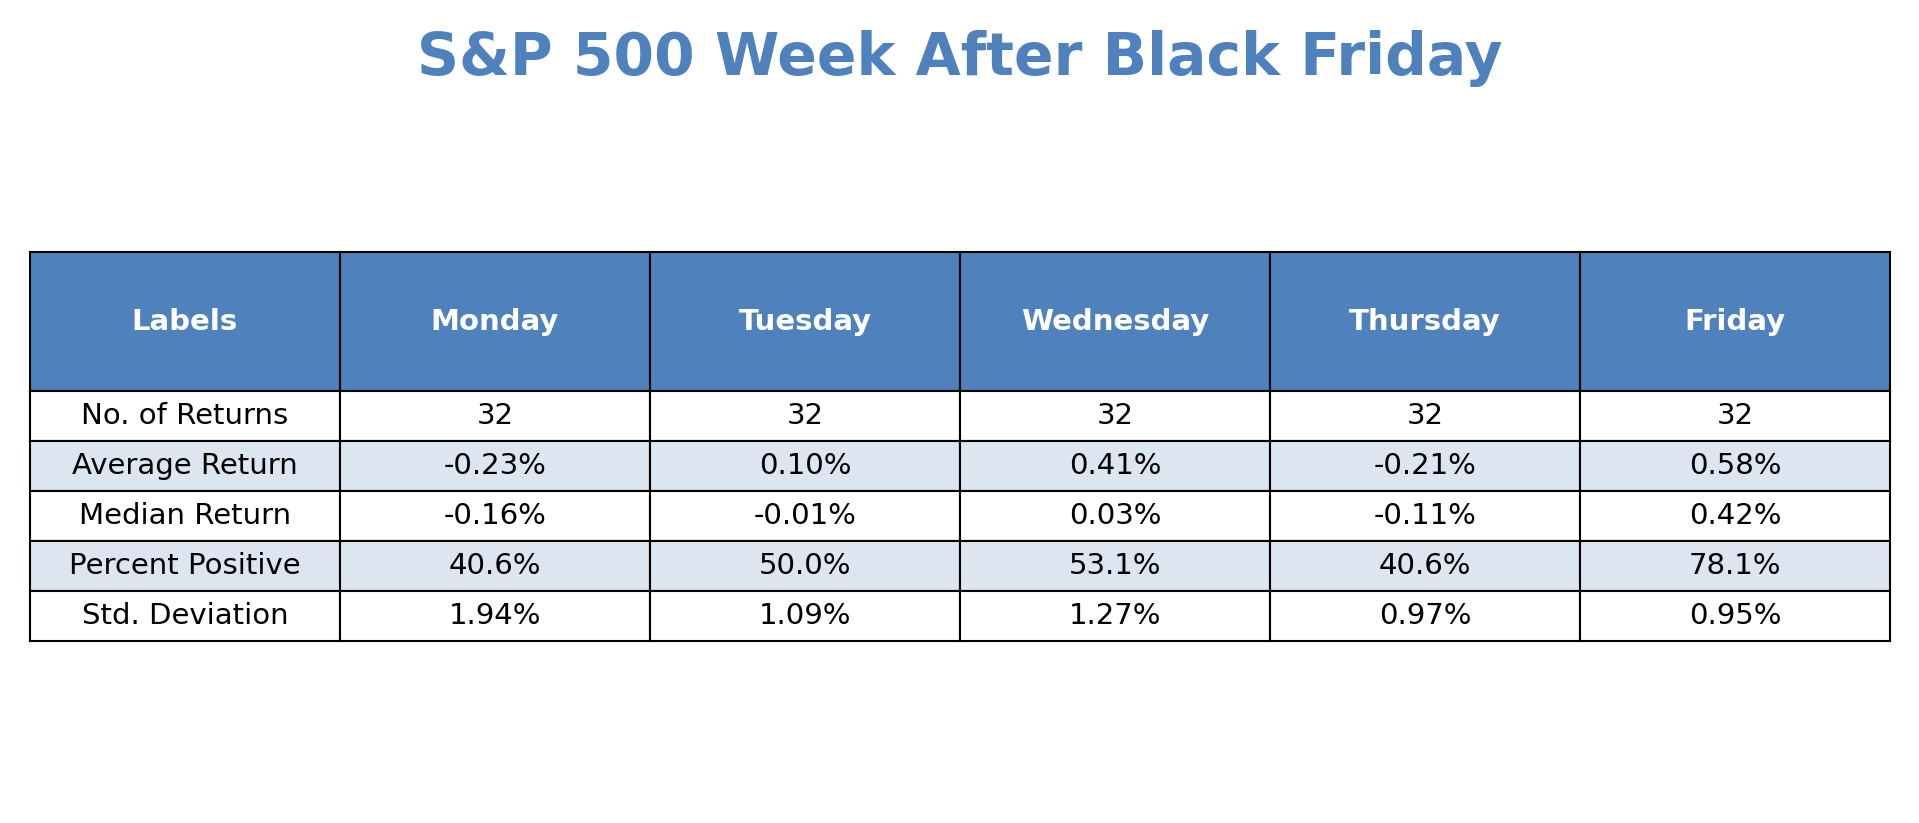 S&P 500 Week After Black Friday
Labels Monday Tuesday Wednesday Thursday Friday
No. of Returns 32 32 32 32 32
Average Return -0.23% 0.10% 0.41% -0.21% 0.58%
Median Return -0.16% -0.01% 0.03% -0.11% 0.42%
Percent Positive 40.6% 50.0% 53.1% 40.6% 78.1%
Std. Deviation 1.94% 1.09% 1.27% 0.97% 0.95%